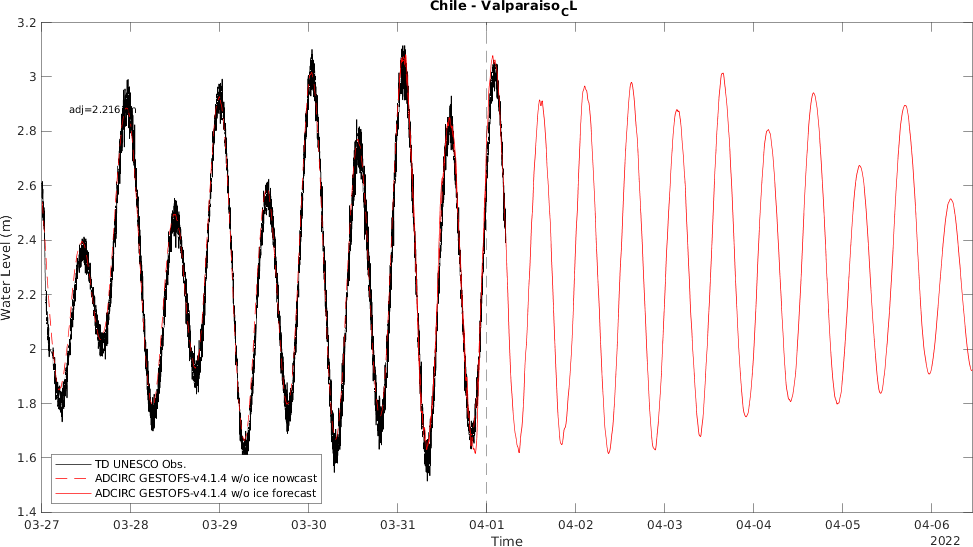 Chile - Valparaiso_CL
3.2
3
2.8
2.6
2.4
2.2
2
1.8
1.6
1.4
Water Level (m)
adj=2.216 m
TD UNESCO Obs.
ADCIRC GESTOFS-v4.1.4 w/o ice nowcast
ADCIRC GESTOFS-v4.1.4 w/o ice forecast
03-27 03-28 03-29 03-30 03-31 04-01 04-02 04-03 04-04 04-05 04-06
Time
2022